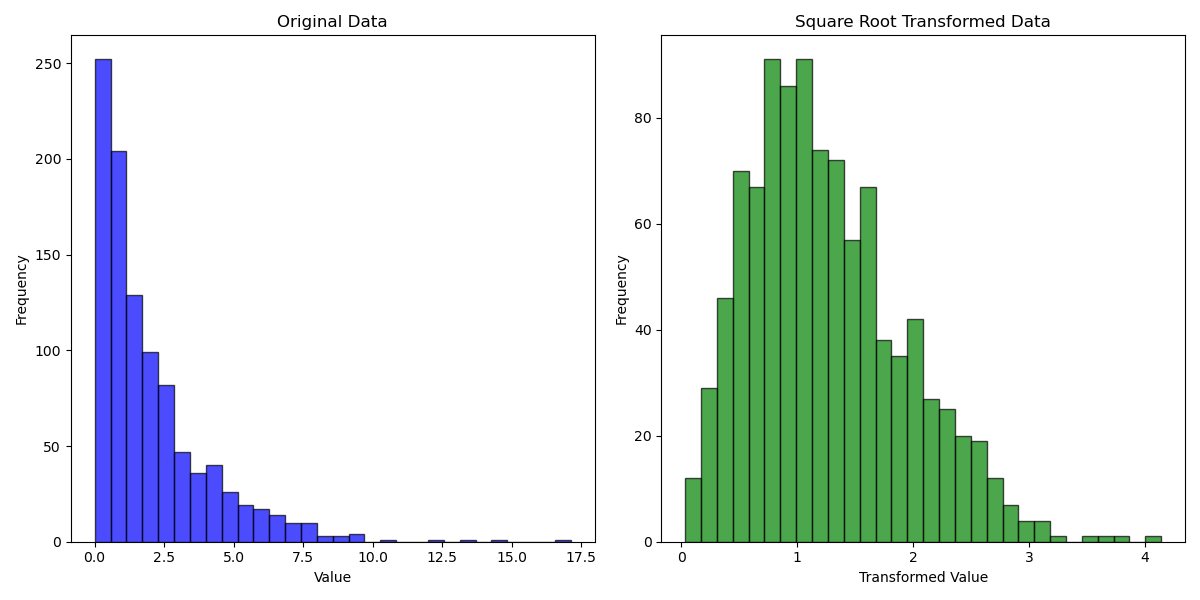 Original Data
Frequency
250
200
150
100
50
0
0.0 2.5 5.0 7.5 10.0 12.5 15.0 17.5
Value
Square Root Transformed Data
Frequency
80
60
40
20
0
0 1 2 3 4
Transformed Value